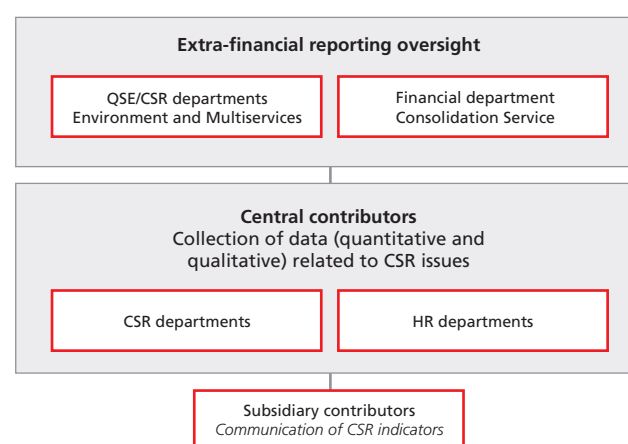 Extra-financial reporting oversight
QSE/CSR departments
Environment and Multiservices
Financial department
Consolidation Service
Central contributors
Collection of data (quantitative and
qualitative) related to CSR issues
CSR departments
HR departments
Subsidiary contributors
Communication of CSR indicators